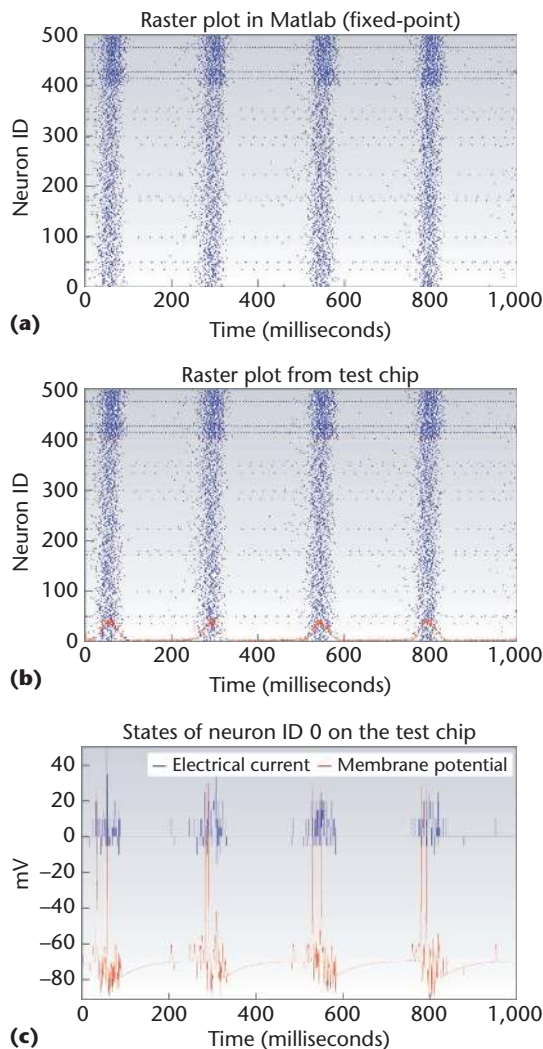 Raster plot in Matlab (fixed-point)
500
400
300
200
100
0
Neuron ID
0 200 400 600 800 1,000
Time (milliseconds)
(a)
Raster plot from test chip
500
400
300
200
100
0
Neuron ID
0 200 400 600 800 1,000
Time (milliseconds)
(b)
States of neuron ID 0 on the test chip
Electrical current Membrane potential
40
20
0
−20
−40
−60
−80
mV
0 200 400 600 800 1,000
Time (milliseconds)
(c)